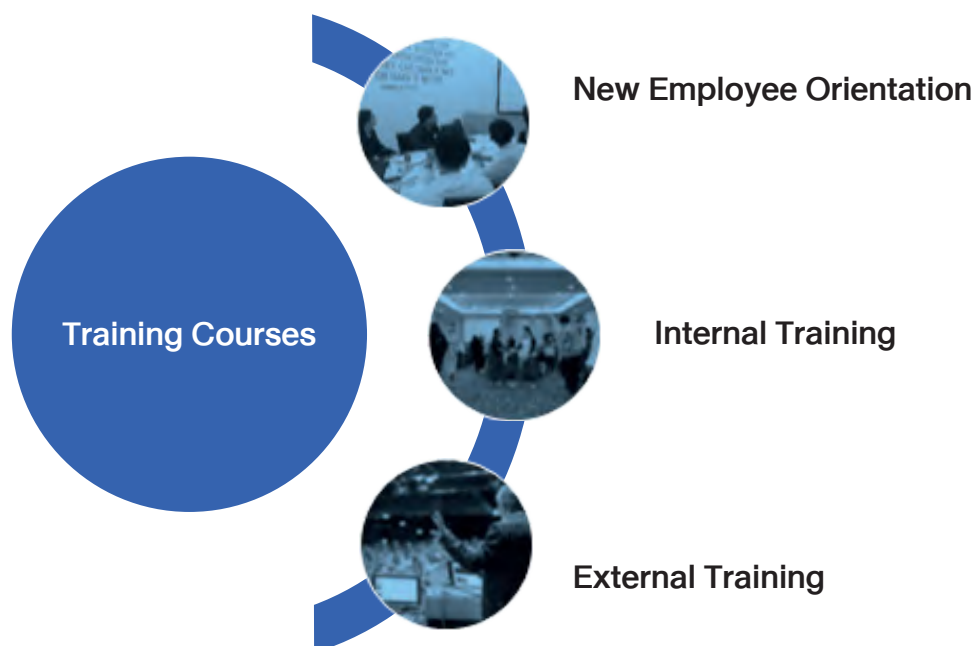 New Employee Orientation
Training Courses
Internal Training
External Training